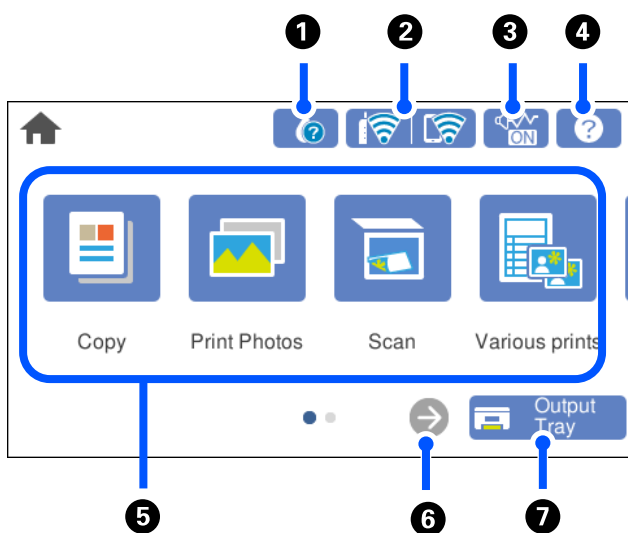 1 2 3 4
? ON ?
Copy Print Photos Scan Various prints
Output
Tray
5 6 7